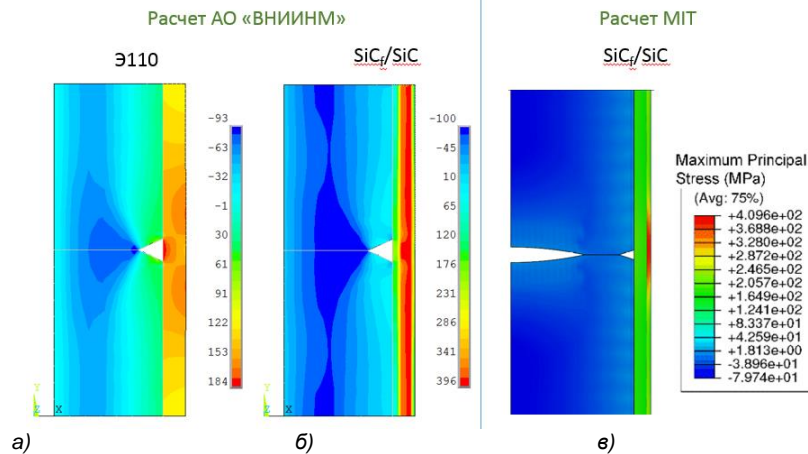 Расчет АО «ВНИИНМ»
Расчет MIT
Э110
SiCf/SiC
SiCf/SiC
-93
-63
-32
-1
30
61
91
122
153
184
-100
-45
10
65
120
176
231
286
341
396
Maximum Principal
Stress (MPa)
(Avg: 75%)
+4.096e+02
+3.688e+02
+3.280e+02
+2.872e+02
+2.465e+02
+2.057e+02
+1.649e+02
+1.241e+02
+8.337e+01
+4.259e+01
+1.813e+00
-3.896e+01
-7.974e+01
X
X
а)
б)
в)